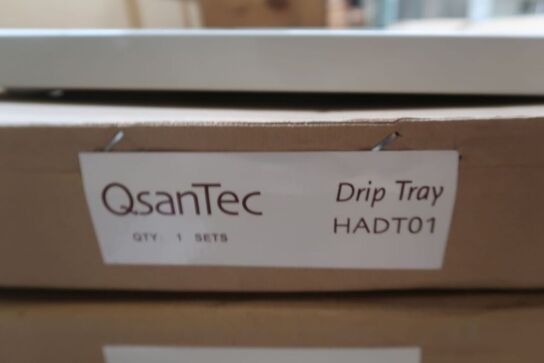 QsanTec
QTY: 1 SETS
Drip Tray
HADT01